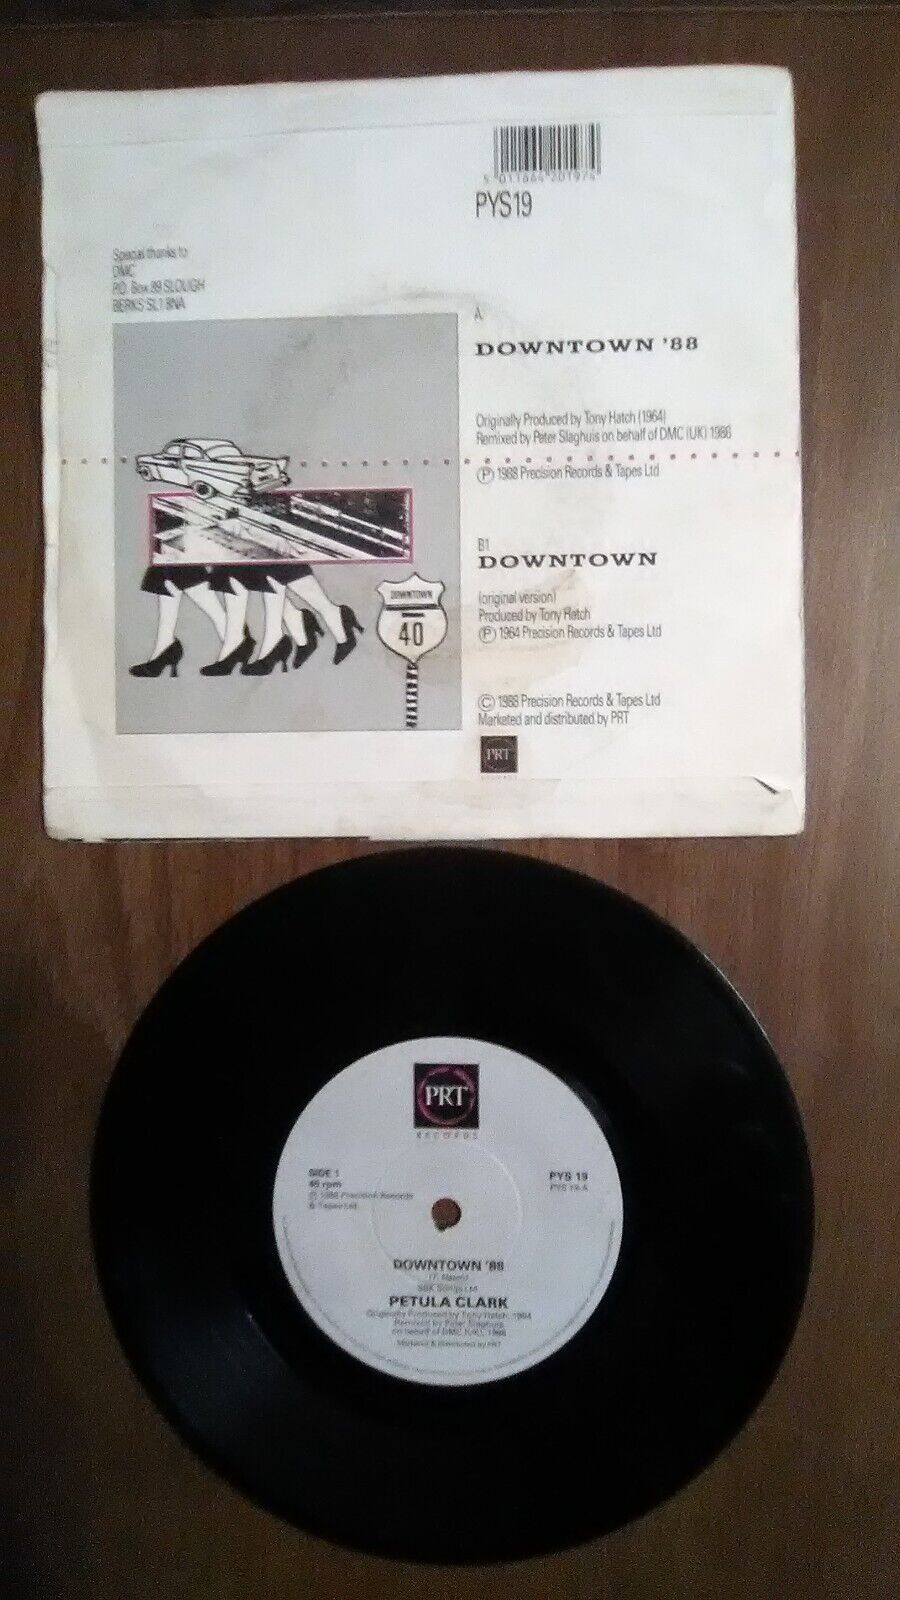 5 011664 201974
PYS19
Special thanks to
DMC
P.O. Box 89 SLOUGH
BERKS SL1 8NA
A
DOWNTOWN '88
Originally Produced by Tony Hatch (1964)
Remixed by Peter Slaghuis on behalf of DMC (UK) 1988
Ⓟ 1988 Precision Records & Tapes Ltd
B1
DOWNTOWN
(original version)
Produced by Tony Hatch
Ⓟ 1964 Precision Records & Tapes Ltd
DOWNTOWN
40
© 1988 Precision Records & Tapes Ltd
Marketed and distributed by PRT
PRT
PRT
RECORDS
SIDE 1
45 rpm
Ⓟ 1988 Precision Records
& Tapes Ltd.
PYS 19
PYS 19-A
DOWNTOWN '88
(T. Hatch)
SBK Songs Ltd.
PETULA CLARK
Originally Produced by Tony Hatch, 1964
Remixed by Peter Slaghuis
on behalf of DMC (UK), 1988
Marketed & distributed by PRT